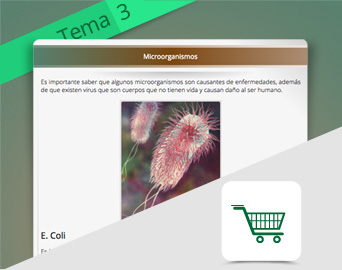 Tema 3
Microorganismos
Es importante saber que algunos microorganismos son causantes de enfermedades, además
de que existen virus que son cuerpos que no tienen vida y causan daño al ser humano.
E. Coli